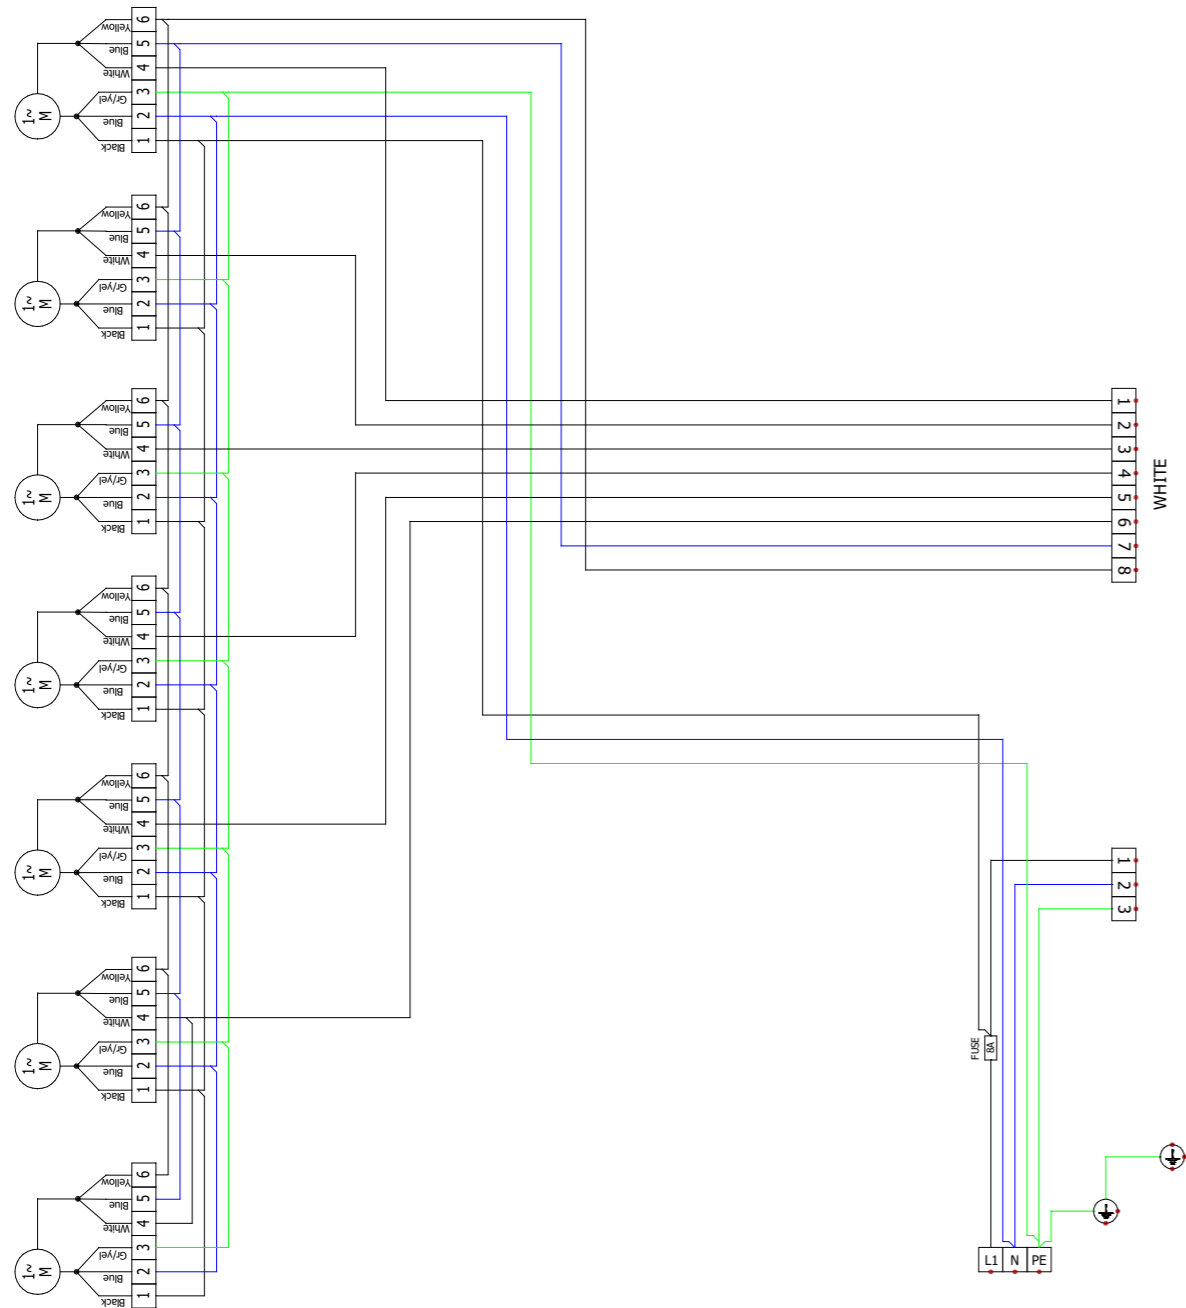 6
Yellow
5
Blue
4
White
3
Gr/yel
2
Blue
1
Black
1~
M
6
Yellow
5
Blue
4
White
3
Gr/yel
2
Blue
1
Black
1~
M
6
Yellow
5
Blue
4
White
3
Gr/yel
2
Blue
1
Black
1~
M
6
Yellow
5
Blue
4
White
3
Gr/yel
2
Blue
1
Black
1~
M
6
Yellow
5
Blue
4
White
3
Gr/yel
2
Blue
1
Black
1~
M
6
Yellow
5
Blue
4
White
3
Gr/yel
2
Blue
1
Black
1~
M
6
Yellow
5
Blue
4
White
3
Gr/yel
2
Blue
1
Black
1~
M
1
2
3
4
5
6
7
8
WHITE
1
2
3
FUSE
8A
L1 N PE